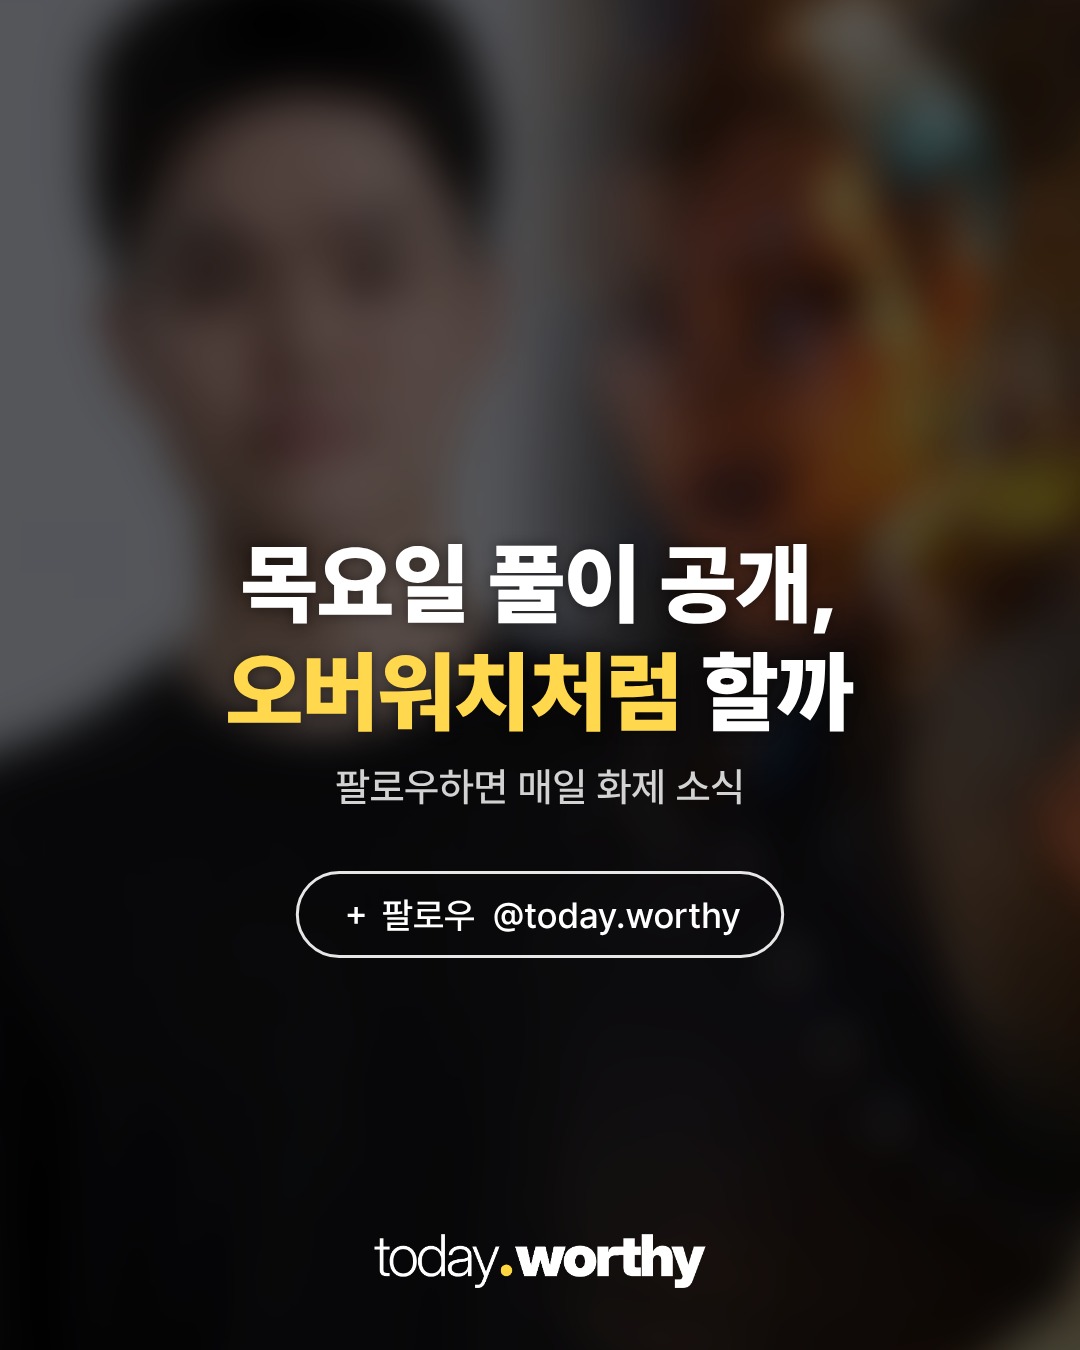 목요일 풀이 공개,
오버워치처럼 할까
팔로우하면 매일 화제 소식
+ 팔로우 @today.worthy
today.worthy